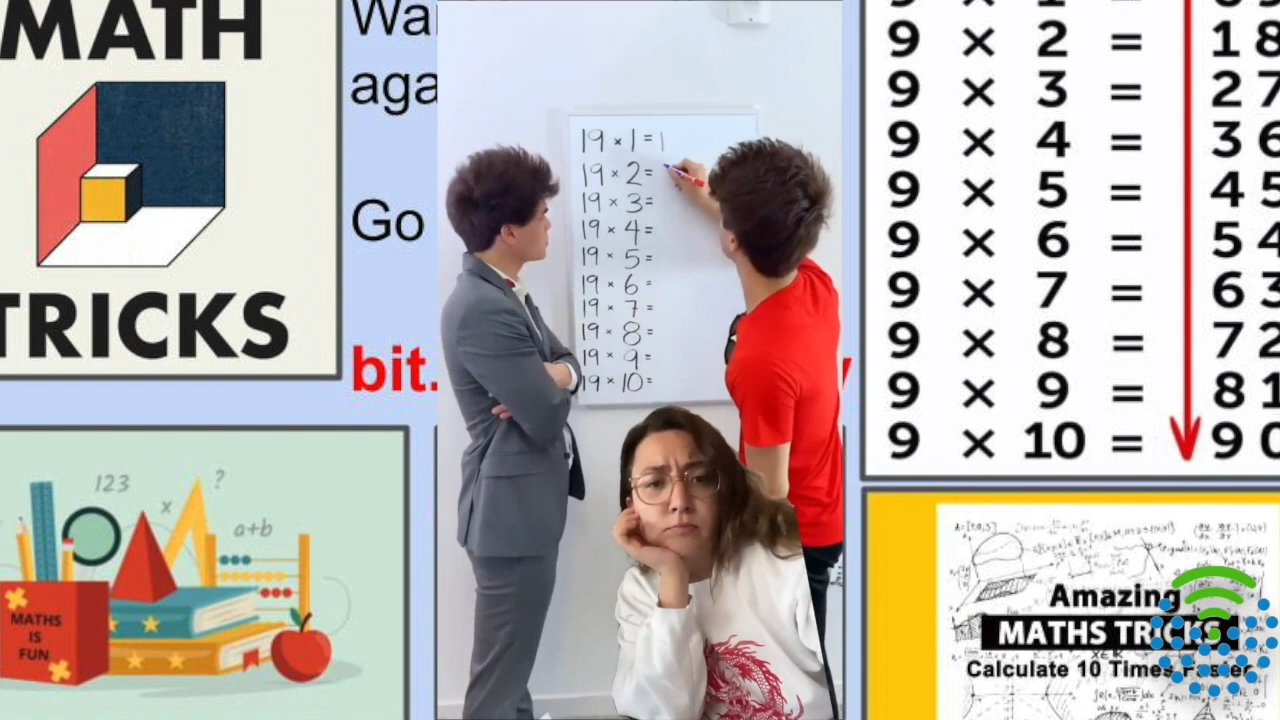 MATH
TRICKS
Wa
aga
Go
bit.
19 × 1 = 1
19 × 2 =
19 × 3 =
19 × 4 =
19 × 5 =
19 × 6 =
19 × 7 =
19 × 8 =
19 × 9 =
19 × 10 =
9 × 2 = 18
9 × 3 = 27
9 × 4 = 36
9 × 5 = 45
9 × 6 = 54
9 × 7 = 63
9 × 8 = 72
9 × 9 = 81
9 × 10 = 90
123
?
x
a+b
MATHS
IS
FUN
Amazing
MATHS TRICKS
Calculate 10 Times Faster